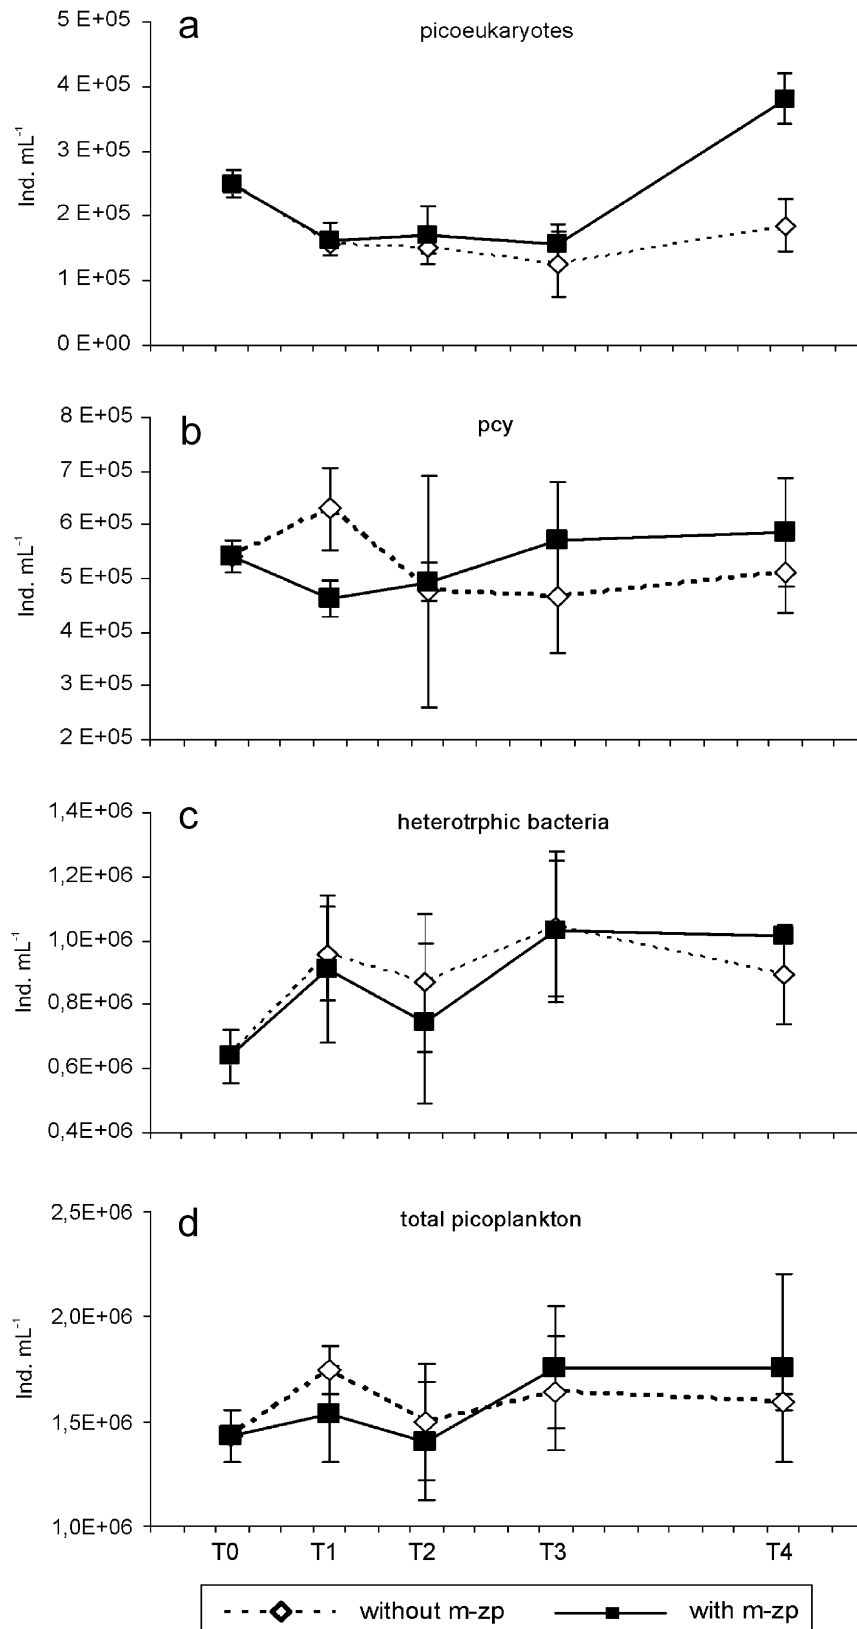 a
picoeukaryotes
5 E+05
4 E+05
3 E+05
2 E+05
1 E+05
0 E+00
Ind. mL⁻¹
b
pcy
8 E+05
7 E+05
6 E+05
5 E+05
4 E+05
3 E+05
2 E+05
Ind. mL⁻¹
c
heterotrphic bacteria
1,4E+06
1,2E+06
1,0E+06
0,8E+06
0,6E+06
0,4E+06
Ind. mL⁻¹
d
total picoplankton
2,5E+06
2,0E+06
1,5E+06
1,0E+06
Ind. mL⁻¹
T0 T1 T2 T3 T4
without m-zp with m-zp